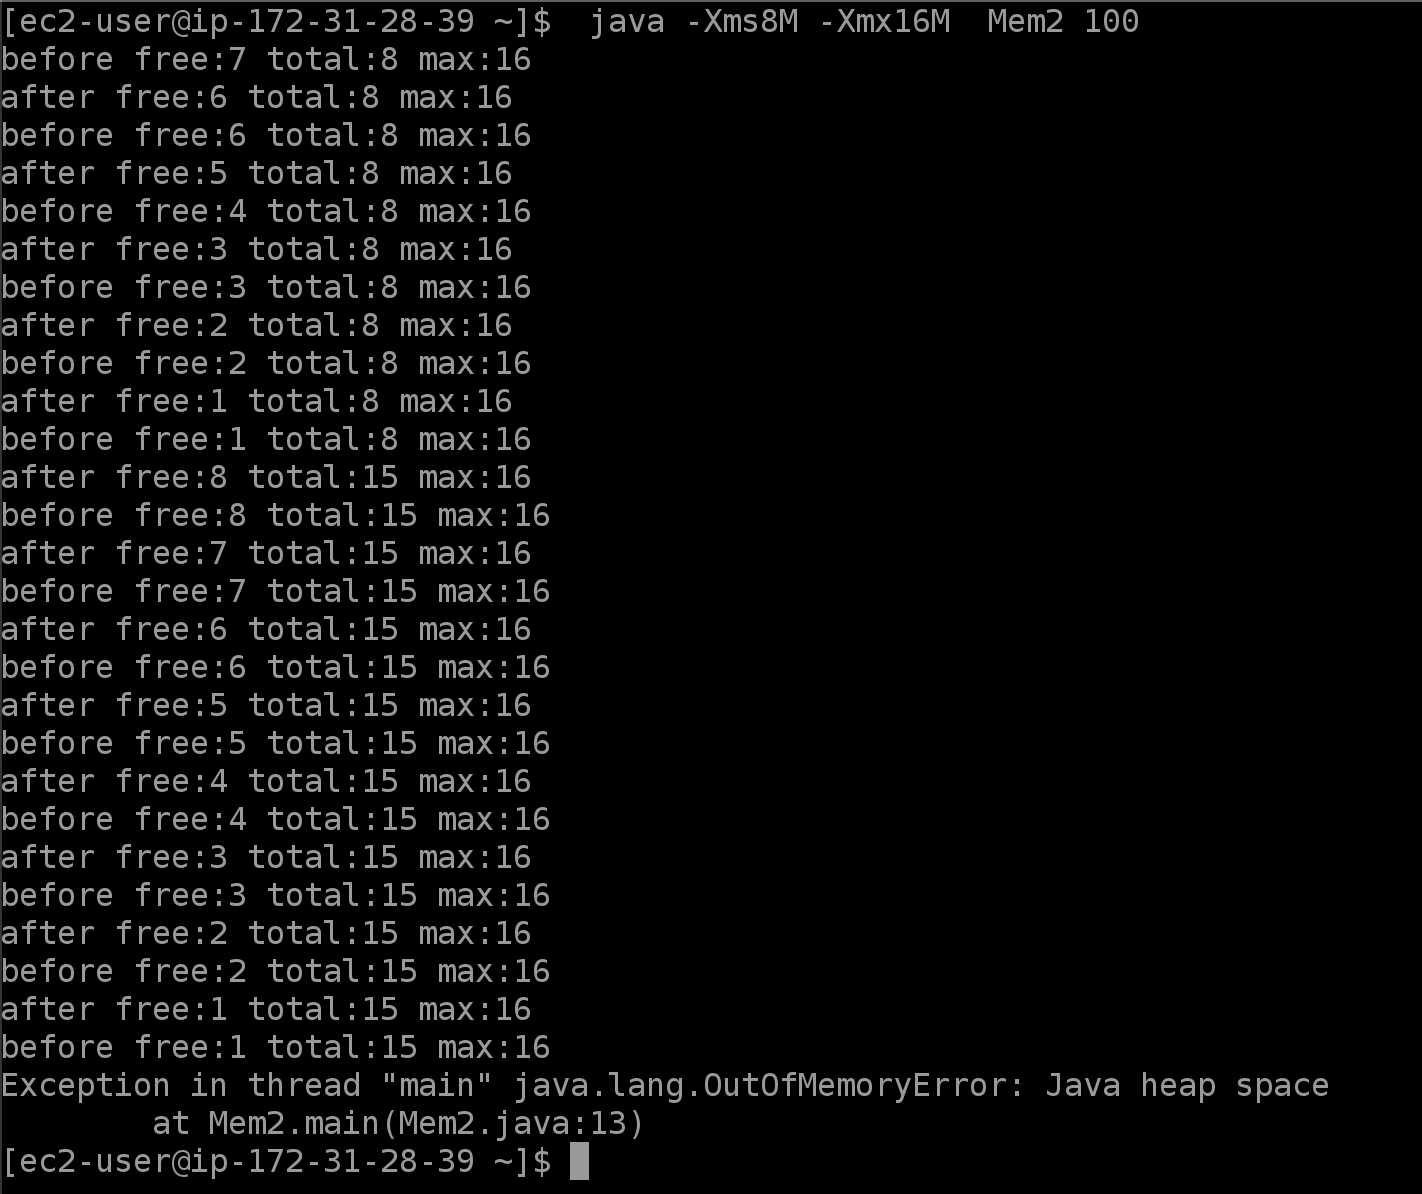 [ec2-user@ip-172-31-28-39 ~]$  java -Xms8M -Xmx16M  Mem2 100
before free:7 total:8 max:16
after free:6 total:8 max:16
before free:6 total:8 max:16
after free:5 total:8 max:16
before free:4 total:8 max:16
after free:3 total:8 max:16
before free:3 total:8 max:16
after free:2 total:8 max:16
before free:2 total:8 max:16
after free:1 total:8 max:16
before free:1 total:8 max:16
after free:8 total:15 max:16
before free:8 total:15 max:16
after free:7 total:15 max:16
before free:7 total:15 max:16
after free:6 total:15 max:16
before free:6 total:15 max:16
after free:5 total:15 max:16
before free:5 total:15 max:16
after free:4 total:15 max:16
before free:4 total:15 max:16
after free:3 total:15 max:16
before free:3 total:15 max:16
after free:2 total:15 max:16
before free:2 total:15 max:16
after free:1 total:15 max:16
before free:1 total:15 max:16
Exception in thread "main" java.lang.OutOfMemoryError: Java heap space
        at Mem2.main(Mem2.java:13)
[ec2-user@ip-172-31-28-39 ~]$